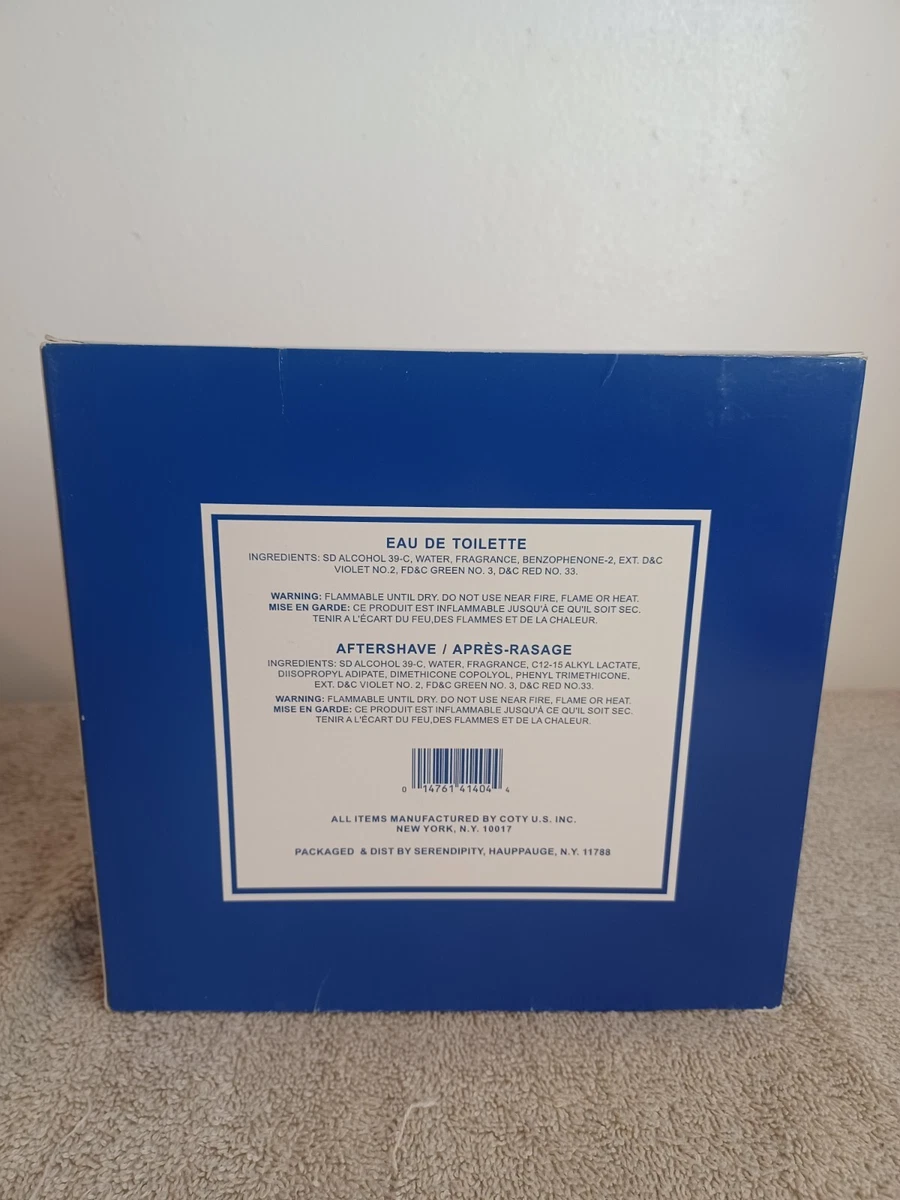 EAU DE TOILETTE
INGREDIENTS: SD ALCOHOL 39-C, WATER, FRAGRANCE, BENZOPHENONE-2, EXT. D&C
VIOLET NO.2, FD&C GREEN NO. 3, D&C RED NO. 33.
WARNING: FLAMMABLE UNTIL DRY. DO NOT USE NEAR FIRE, FLAME OR HEAT.
MISE EN GARDE: CE PRODUIT EST INFLAMMABLE JUSQU'À CE QU'IL SOIT SEC.
TENIR A L'ÉCART DU FEU,DES FLAMMES ET DE LA CHALEUR.
AFTERSHAVE / APRÈS-RASAGE
INGREDIENTS: SD ALCOHOL 39-C, WATER, FRAGRANCE, C12-15 ALKYL LACTATE,
DIISOPROPYL ADIPATE, DIMETHICONE COPOLYOL, PHENYL TRIMETHICONE,
EXT. D&C VIOLET NO. 2, FD&C GREEN NO. 3, D&C RED NO.33.
WARNING: FLAMMABLE UNTIL DRY. DO NOT USE NEAR FIRE, FLAME OR HEAT.
MISE EN GARDE: CE PRODUIT EST INFLAMMABLE JUSQU'À CE QU'IL SOIT SEC.
TENIR A L'ÉCART DU FEU,DES FLAMMES ET DE LA CHALEUR.
0 14761 41404 4
ALL ITEMS MANUFACTURED BY COTY U.S. INC.
NEW YORK, N.Y. 10017
PACKAGED & DIST BY SERENDIPITY, HAUPPAUGE, N.Y. 11788